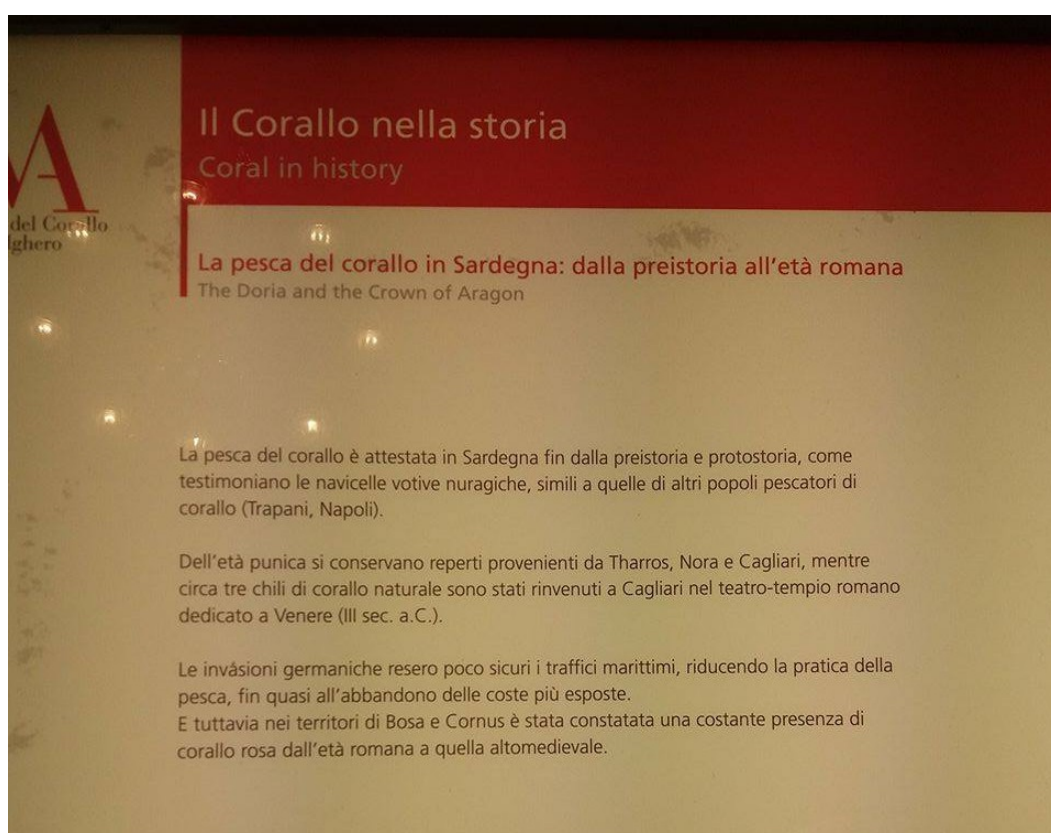 Il Corallo nella storia
Coral in history
A
del Corallo
lghero
La pesca del corallo in Sardegna: dalla preistoria all'età romana
The Doria and the Crown of Aragon
La pesca del corallo è attestata in Sardegna fin dalla preistoria e protostoria, come
testimoniano le navicelle votive nuragiche, simili a quelle di altri popoli pescatori di
corallo (Trapani, Napoli).
Dell'età punica si conservano reperti provenienti da Tharros, Nora e Cagliari, mentre
circa tre chili di corallo naturale sono stati rinvenuti a Cagliari nel teatro-tempio romano
dedicato a Venere (III sec. a.C.).
Le invasioni germaniche resero poco sicuri i traffici marittimi, riducendo la pratica della
pesca, fin quasi all'abbandono delle coste più esposte.
E tuttavia nei territori di Bosa e Cornus è stata constatata una costante presenza di
corallo rosa dall'età romana a quella altomedievale.